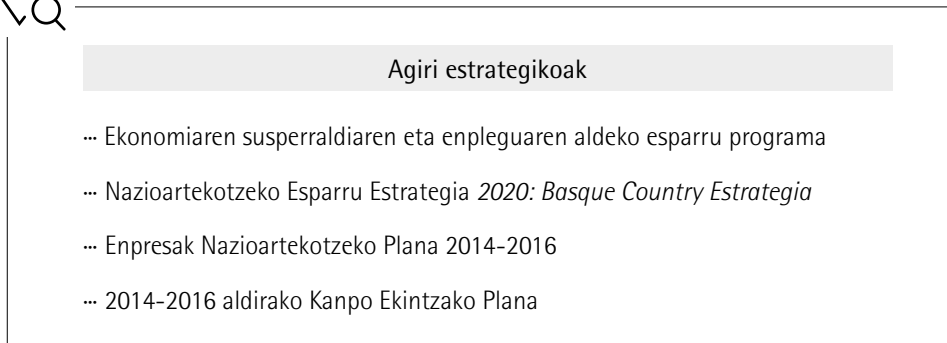 Agiri estrategikoak
··· Ekonomiaren susperraldiaren eta enpleguaren aldeko esparru programa
··· Nazioartekotzeko Esparru Estrategia 2020: Basque Country Estrategia
··· Enpresak Nazioartekotzeko Plana 2014-2016
··· 2014-2016 aldirako Kanpo Ekintzako Plana